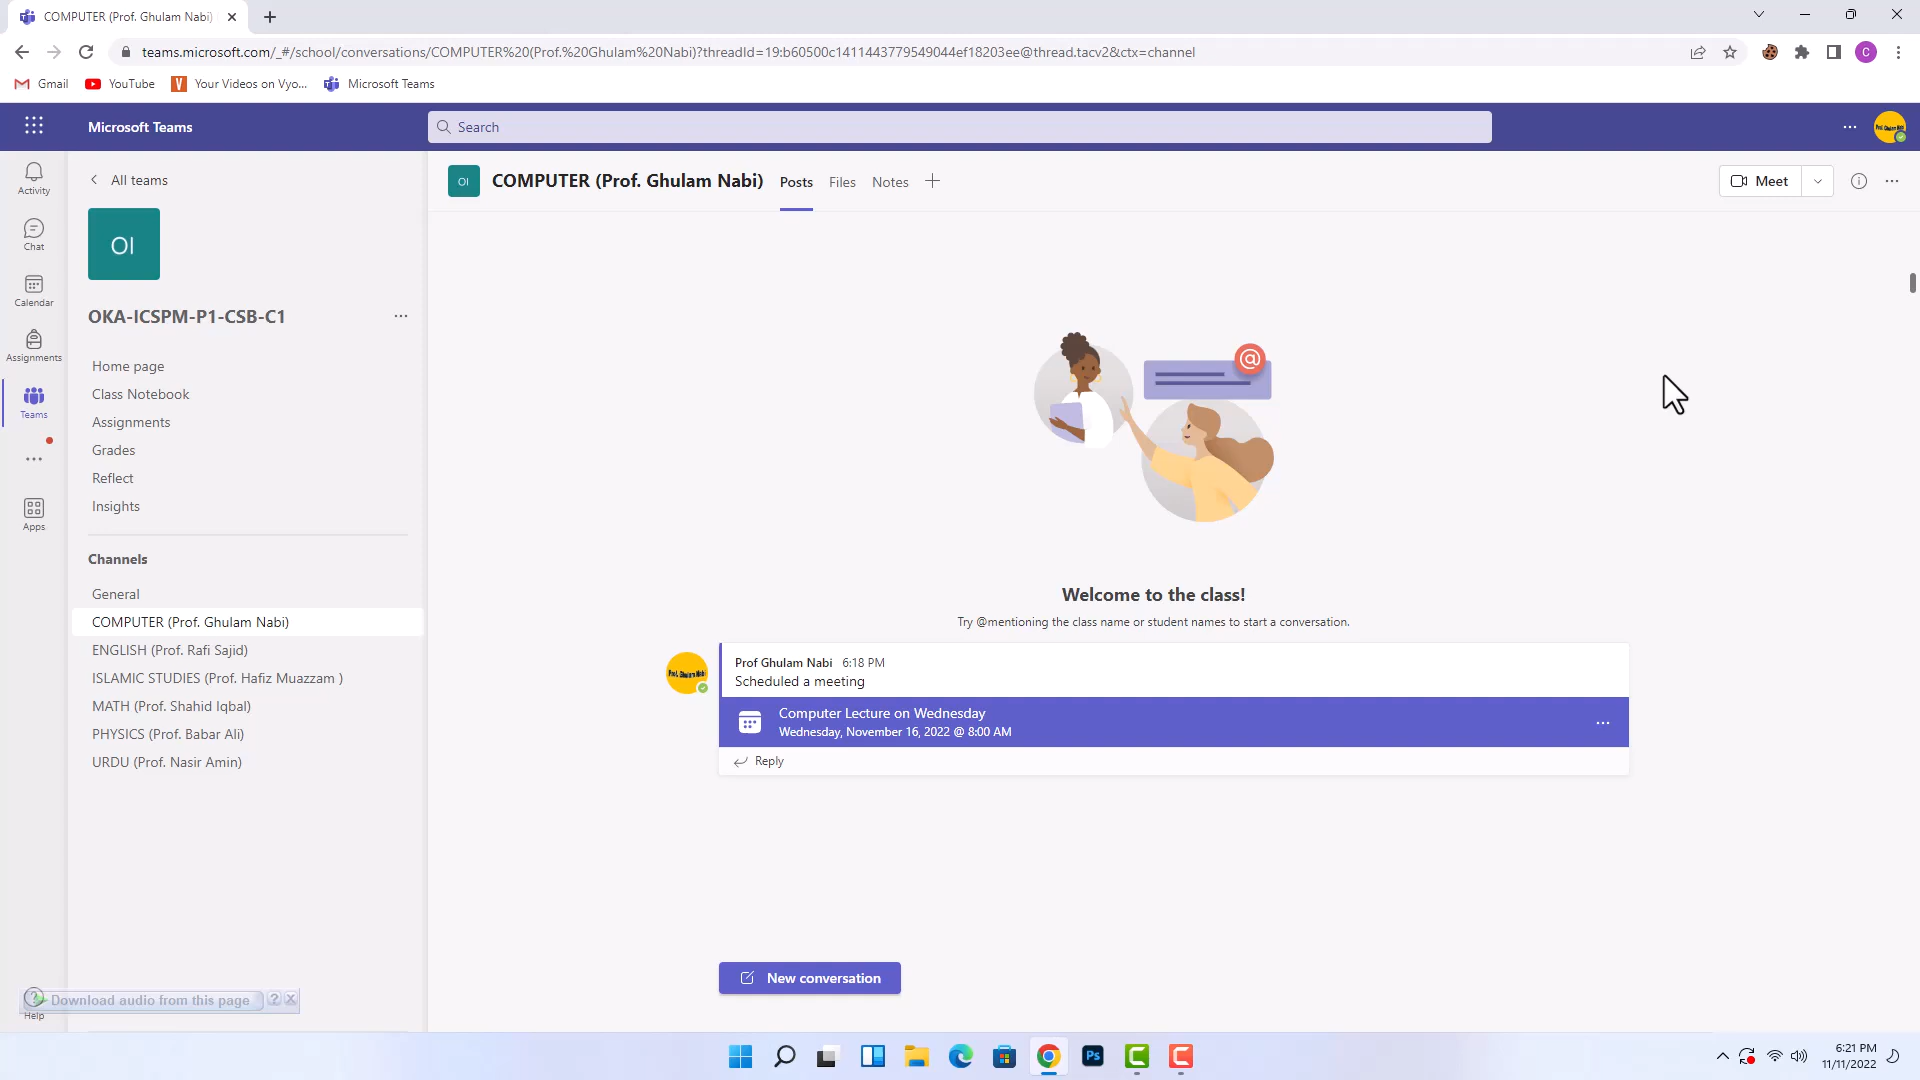 COMPUTER (Prof. Ghulam Nabi)
teams.microsoft.com/_#/school/conversations/COMPUTER%20(Prof.%20Ghulam%20Nabi)?threadId=19:b60500c1411443779549044ef18203ee@thread.tacv2&ctx=channel
C
Gmail
YouTube
Your Videos on Vyo...
Microsoft Teams
Microsoft Teams
Search
Activity
Chat
Calendar
Assignments
Teams
Apps
Help
All teams
OI
OKA-ICSPM-P1-CSB-C1
Home page
Class Notebook
Assignments
Grades
Reflect
Insights
Channels
General
COMPUTER (Prof. Ghulam Nabi)
ENGLISH (Prof. Rafi Sajid)
ISLAMIC STUDIES (Prof. Hafiz Muazzam )
MATH (Prof. Shahid Iqbal)
PHYSICS (Prof. Babar Ali)
URDU (Prof. Nasir Amin)
Download audio from this page
OI
COMPUTER (Prof. Ghulam Nabi)
Posts
Files
Notes
Meet
@
Welcome to the class!
Try @mentioning the class name or student names to start a conversation.
Prof. Ghulam Nabi
Prof Ghulam Nabi 6:18 PM
Scheduled a meeting
Computer Lecture on Wednesday
Wednesday, November 16, 2022 @ 8:00 AM
Reply
New conversation
Ps
6:21 PM
11/11/2022